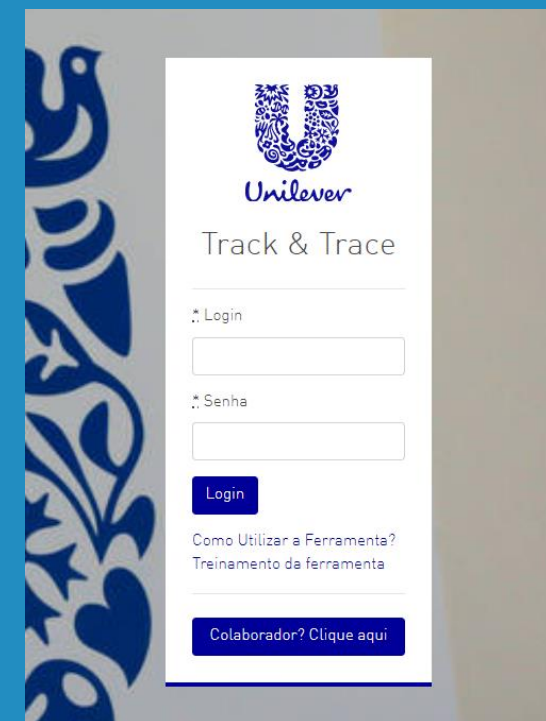 Unilever
Track & Trace
* Login
* Senha
Login
Como Utilizar a Ferramenta?
Treinamento da ferramenta
Colaborador? Clique aqui